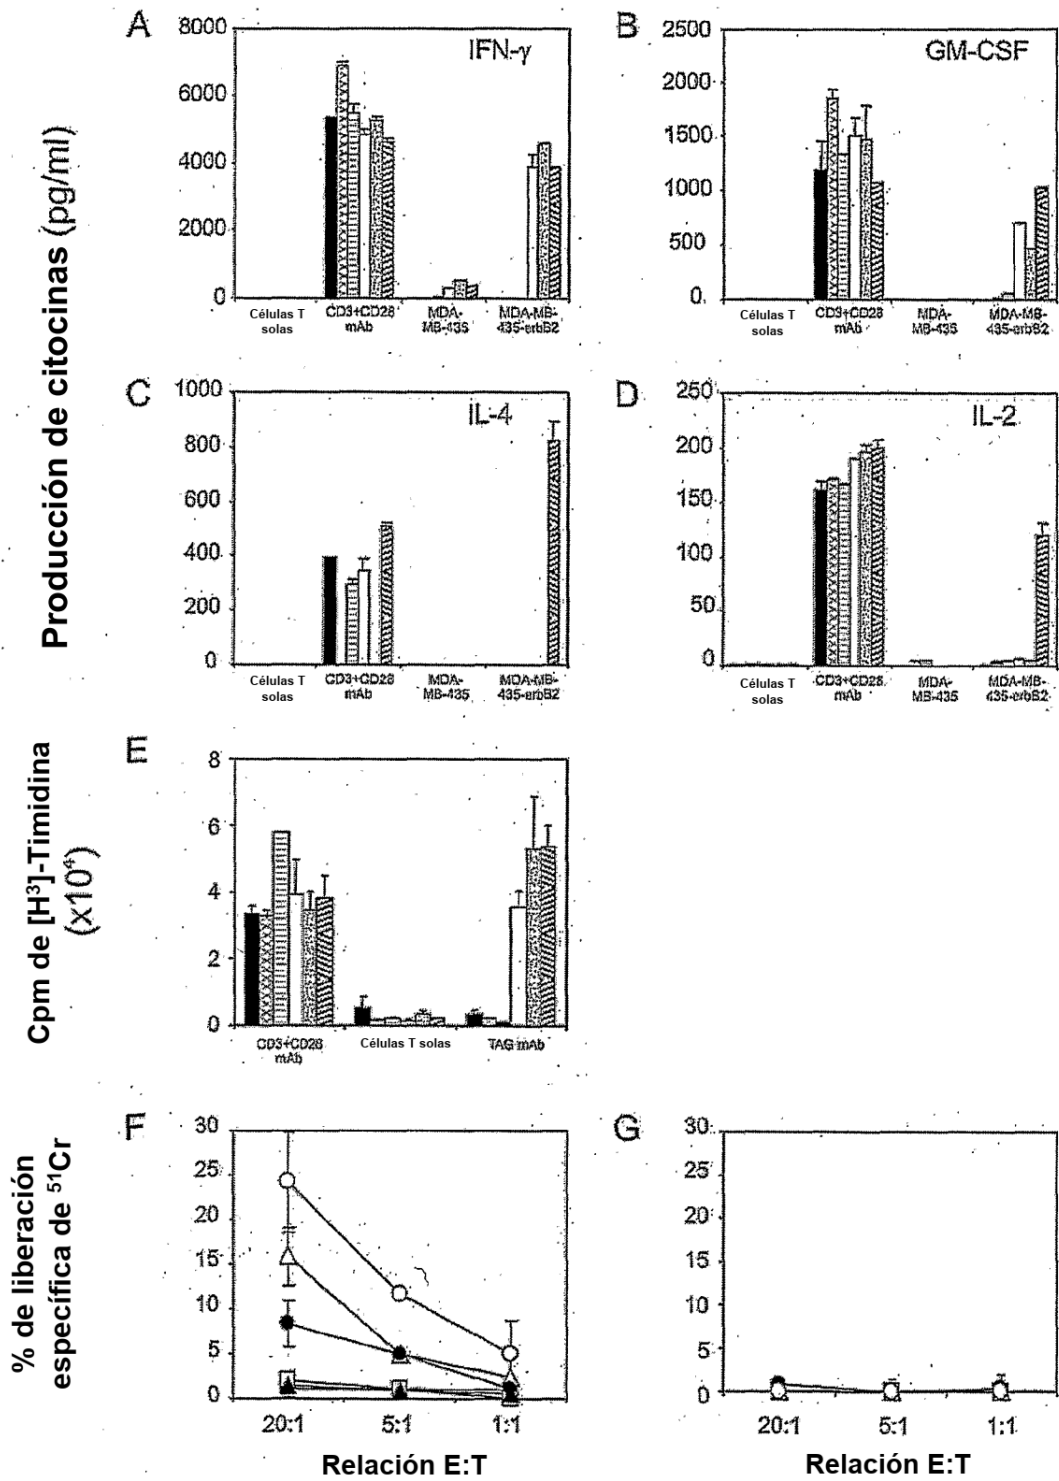 Producción de citocinas (pg/ml)
A
8000
6000
4000
2000
0
IFN-γ
Células T
solas
CD3+CD28
mAb
MDA-
MB-435
MDA-MB-
435-erbB2
B
2500
2000
1500
1000
500
0
GM-CSF
Células T
solas
CD3+CD28
mAb
MDA-
MB-435
MDA-MB-
435-erbB2
C
1000
800
600
400
200
0
IL-4
Células T
solas
CD3+CD28
mAb
MDA-
MB-435
MDA-MB-
435-erbB2
D
250
200
150
100
50
0
IL-2
Células T
solas
CD3+CD28
mAb
MDA-
MB-435
MDA-MB-
435-erbB2
Cpm de [H³]-Timidina
(x10⁴)
E
8
6
4
2
0
CD3+CD28
mAb
Células T solas
TAG mAb
% de liberación
específica de ⁵¹Cr
F
30
25
20
15
10
5
0
20:1
5:1
1:1
Relación E:T
G
30
25
20
15
10
5
0
20:1
5:1
1:1
Relación E:T